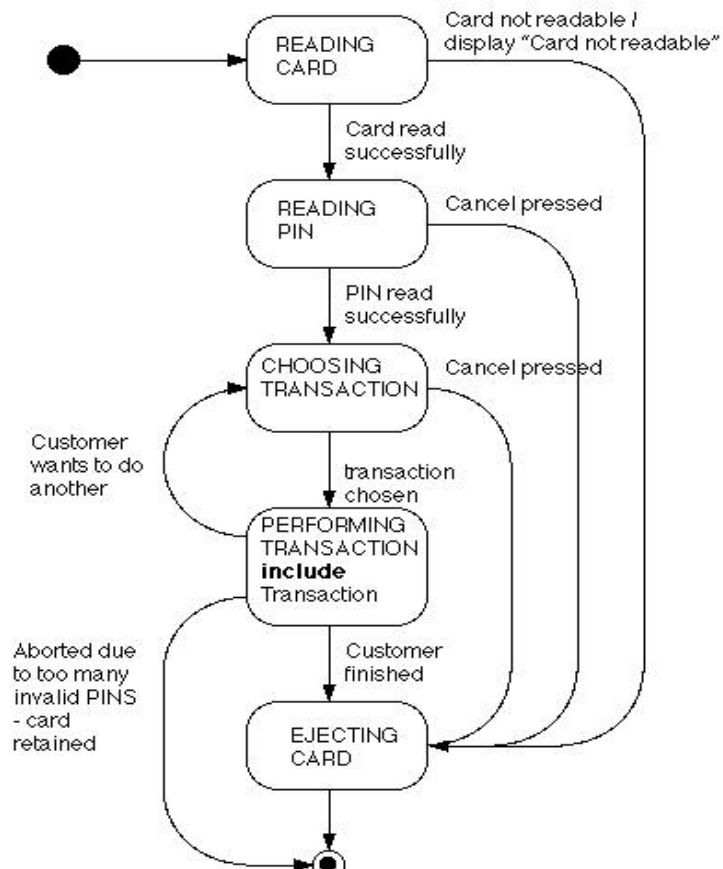 Card not readable /
display "Card not readable"
READING
CARD
Card read
successfully
READING
PIN
Cancel pressed
PIN read
successfully
CHOOSING
TRANSACTION
Cancel pressed
Customer
wants to do
another
transaction
chosen
PERFORMING
TRANSACTION
include
Transaction
Aborted due
to too many
invalid PINS
- card
retained
Customer
finished
EJECTING
CARD